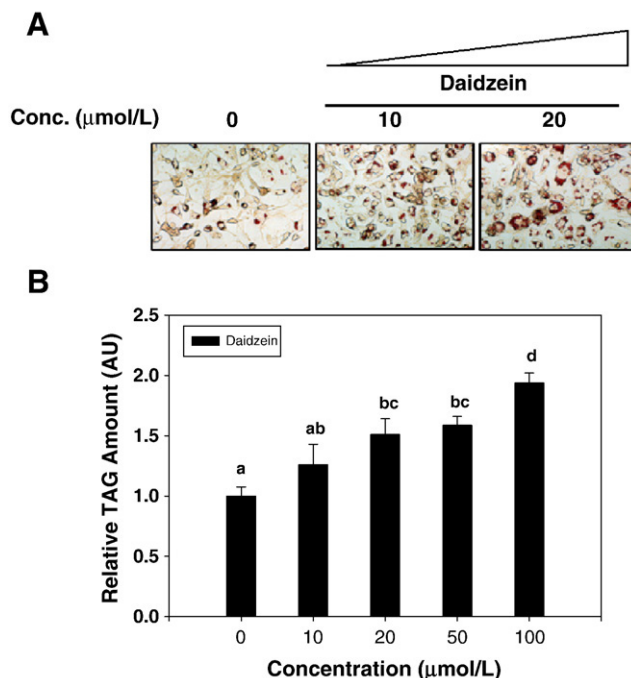 A
Daidzein
Conc. (μmol/L) 0 10 20
B
2.5
2.0
1.5
1.0
0.5
0.0
Relative TAG Amount (AU)
Daidzein
a
ab
bc
bc
d
0 10 20 50 100
Concentration (μmol/L)